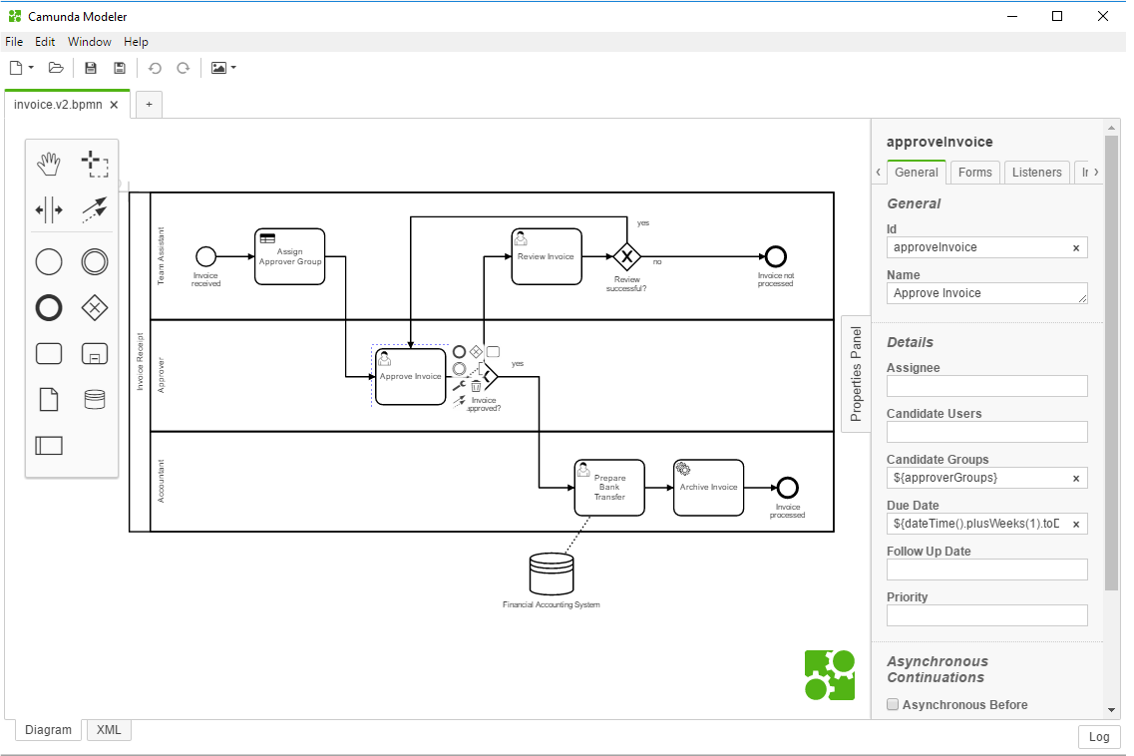 Camunda Modeler
File Edit Window Help
invoice.v2.bpmn
+
Invoice Receipt
Team Assistant
Invoice
received
Assign
Approver Group
Review Invoice
yes
Review
successful?
no
Invoice not
processed
Approver
Approve Invoice
Invoice
approved?
yes
Accountant
Prepare
Bank
Transfer
Archive Invoice
Invoice
processed
Financial Accounting System
Properties Panel
approveInvoice
General Forms Listeners
General
Id
approveInvoice
Name
Approve Invoice
Details
Assignee
Candidate Users
Candidate Groups
${approverGroups}
Due Date
${dateTime().plusWeeks(1).toD
Follow Up Date
Priority
Asynchronous
Continuations
Asynchronous Before
Diagram XML
Log